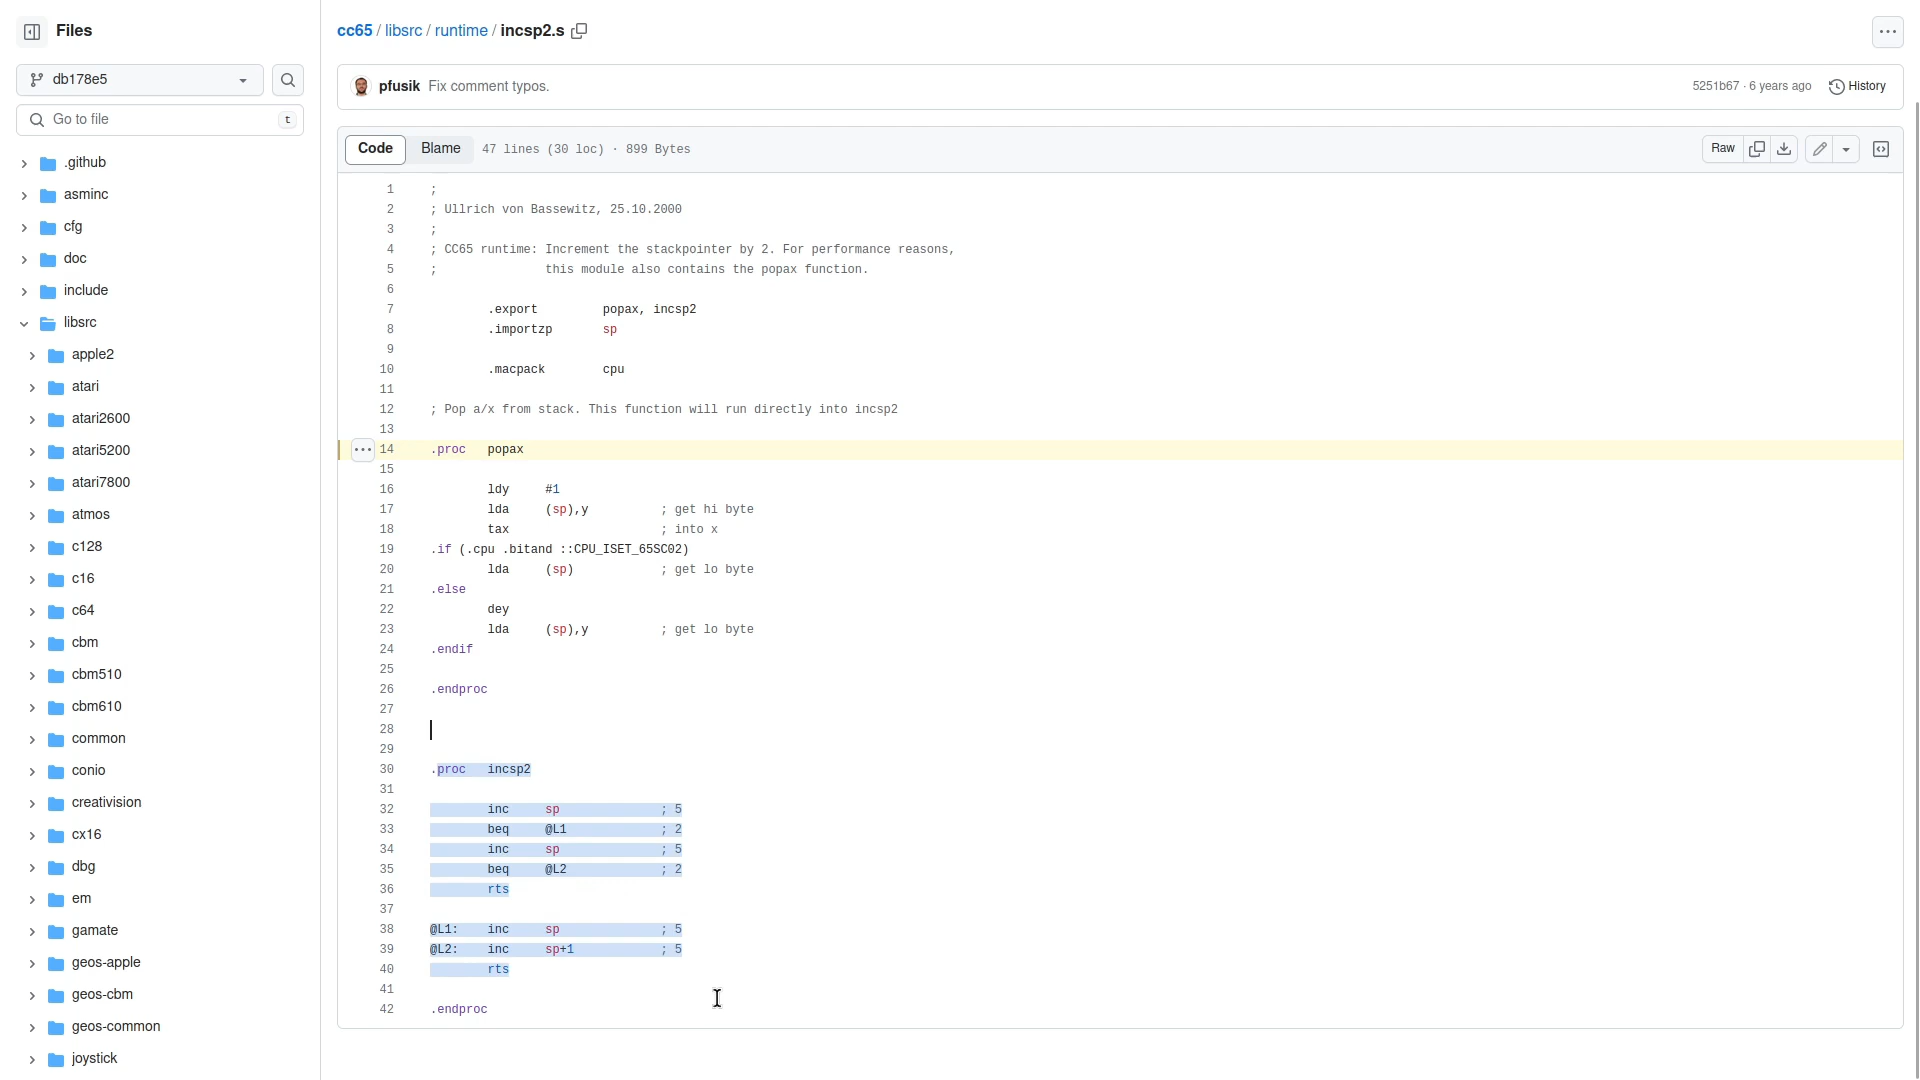 Files
db178e5
Go to file
t
.github
asminc
cfg
doc
include
libsrc
apple2
atari
atari2600
atari5200
atari7800
atmos
c128
c16
c64
cbm
cbm510
cbm610
common
conio
creativision
cx16
dbg
em
gamate
geos-apple
geos-cbm
geos-common
joystick
cc65 / libsrc / runtime / incsp2.s
pfusik Fix comment typos.
5251b67 · 6 years ago History
Code Blame 47 lines (30 loc) · 899 Bytes
Raw
1 ;
2 ; Ullrich von Bassewitz, 25.10.2000
3 ;
4 ; CC65 runtime: Increment the stackpointer by 2. For performance reasons,
5 ;               this module also contains the popax function.
6
7         .export         popax, incsp2
8         .importzp       sp
9
10         .macpack        cpu
11
12 ; Pop a/x from stack. This function will run directly into incsp2
13
14 .proc   popax
15
16         ldy     #1
17         lda     (sp),y          ; get hi byte
18         tax                     ; into x
19 .if (.cpu .bitand ::CPU_ISET_65SC02)
20         lda     (sp)            ; get lo byte
21 .else
22         dey
23         lda     (sp),y          ; get lo byte
24 .endif
25
26 .endproc
27
28
29
30 .proc   incsp2
31
32         inc     sp              ; 5
33         beq     @L1             ; 2
34         inc     sp              ; 5
35         beq     @L2             ; 2
36         rts
37
38 @L1:    inc     sp              ; 5
39 @L2:    inc     sp+1            ; 5
40         rts
41
42 .endproc